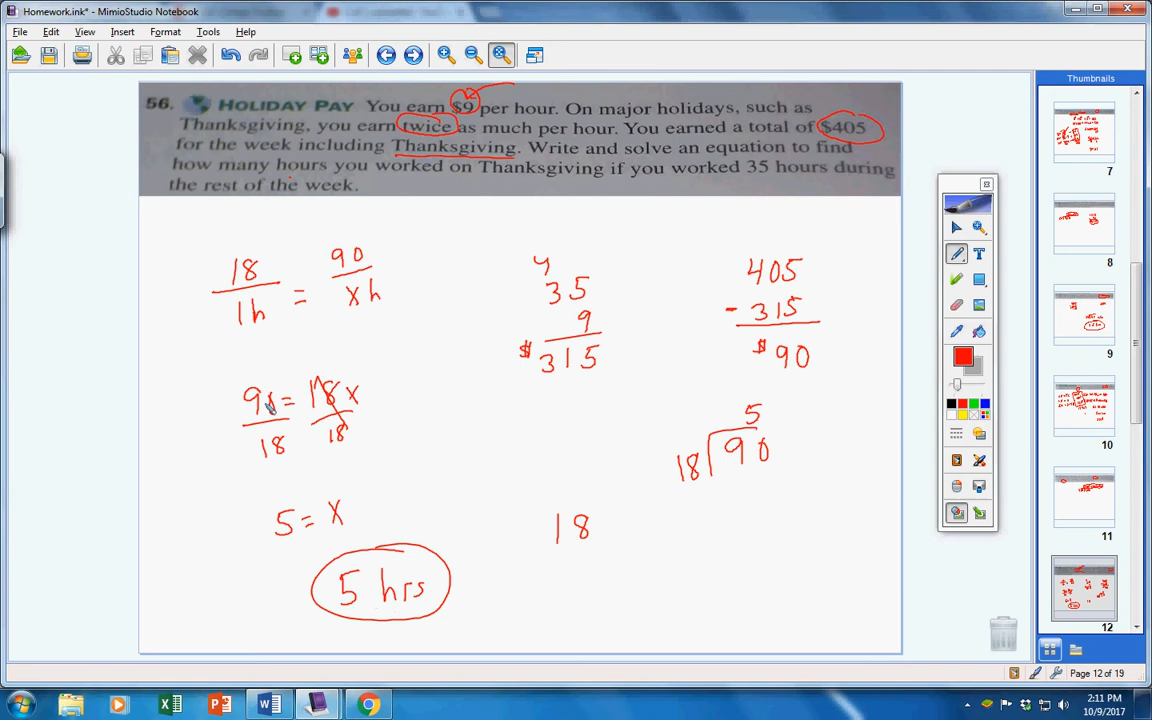 Homework.ink* - MimioStudio Notebook
File Edit View Insert Format Tools Help
56. HOLIDAY PAY You earn $9 per hour. On major holidays, such as
Thanksgiving, you earn twice as much per hour. You earned a total of $405
for the week including Thanksgiving. Write and solve an equation to find
how many hours you worked on Thanksgiving if you worked 35 hours during
the rest of the week.
18/1h = 90/xh
4
35
9
$315
405
- 315
$90
90/18 = 18x/18
5
18 90
5 = x
18
5 hrs
Thumbnails
7
8
9
10
11
12
T
Page 12 of 19
2:11 PM
10/9/2017